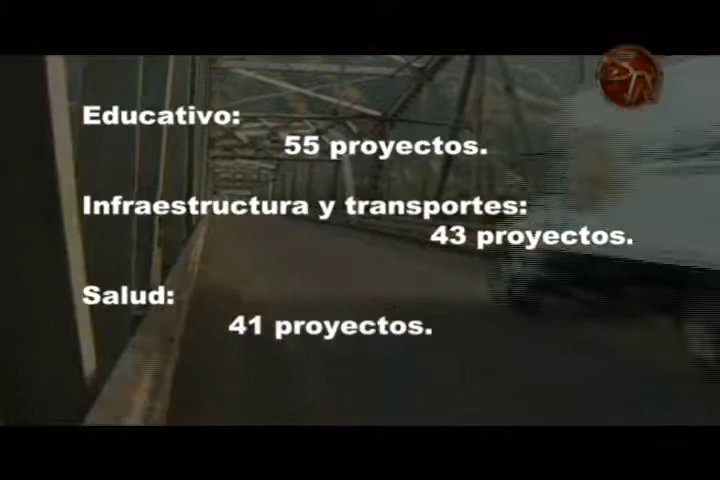 Educativo:
55 proyectos.
Infraestructura y transportes:
43 proyectos.
Salud:
41 proyectos.